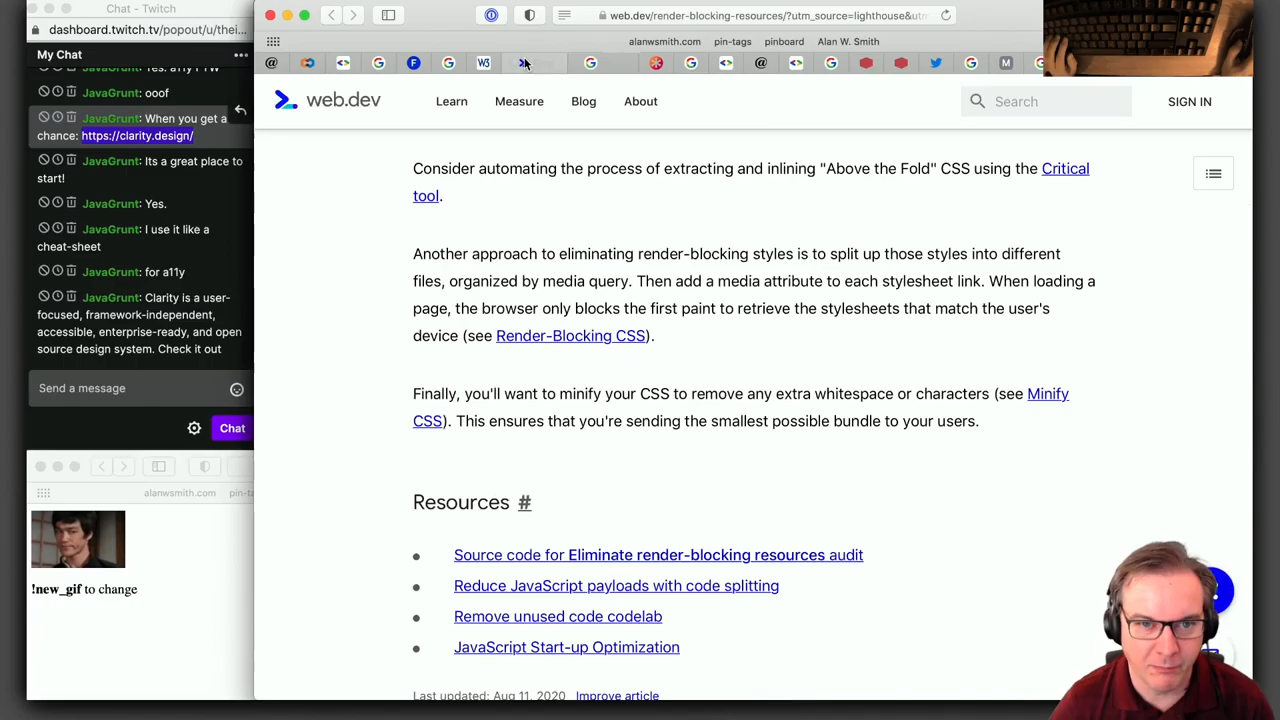 Chat - Twitch
dashboard.twitch.tv/popout/u/thei...
My Chat
JavaGrunt: ooof
JavaGrunt: When you get a
chance: https://clarity.design/
JavaGrunt: Its a great place to
start!
JavaGrunt: Yes.
JavaGrunt: I use it like a
cheat-sheet
JavaGrunt: for a11y
JavaGrunt: Clarity is a user-
focused, framework-independent,
accessible, enterprise-ready, and open
source design system. Check it out
Send a message
Chat
alanwsmith.com
pin-ta
!new_gif to change
web.dev/render-blocking-resources/?utm_source=lighthouse&utm
alanwsmith.com
pin-tags
pinboard
Alan W. Smith
web.dev
Learn
Measure
Blog
About
Search
SIGN IN
Consider automating the process of extracting and inlining "Above the Fold" CSS using the Critical
tool.
Another approach to eliminating render-blocking styles is to split up those styles into different
files, organized by media query. Then add a media attribute to each stylesheet link. When loading a
page, the browser only blocks the first paint to retrieve the stylesheets that match the user's
device (see Render-Blocking CSS).
Finally, you'll want to minify your CSS to remove any extra whitespace or characters (see Minify
CSS). This ensures that you're sending the smallest possible bundle to your users.
Resources #
Source code for Eliminate render-blocking resources audit
Reduce JavaScript payloads with code splitting
Remove unused code codelab
JavaScript Start-up Optimization
Last updated: Aug 11, 2020 Improve article